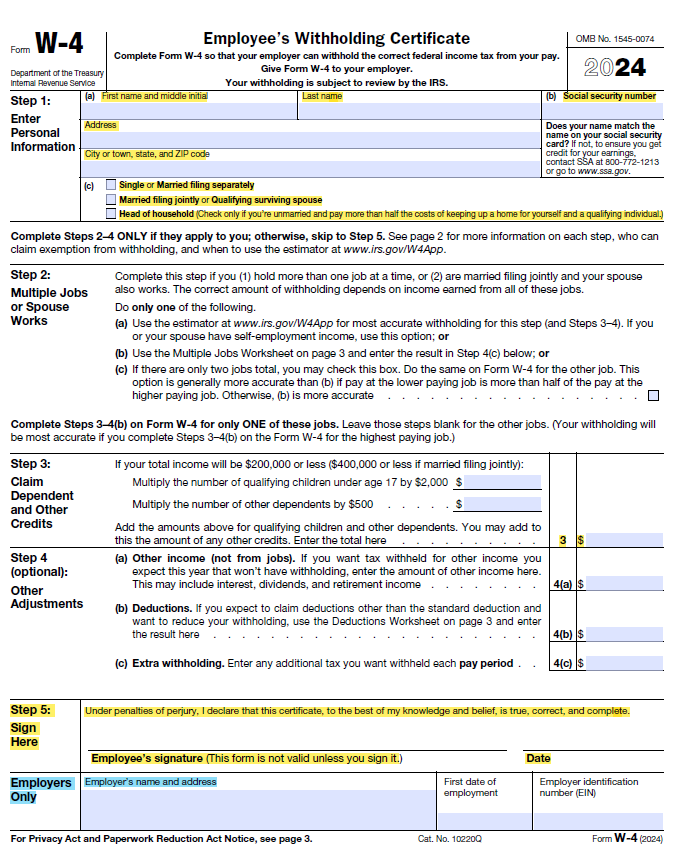 Form W-4
Department of the Treasury
Internal Revenue Service
Employee's Withholding Certificate
Complete Form W-4 so that your employer can withhold the correct federal income tax from your pay.
Give Form W-4 to your employer.
Your withholding is subject to review by the IRS.
OMB No. 1545-0074
2024
Step 1:
Enter
Personal
Information
(a) First name and middle initial
Last name
(b) Social security number
Address
City or town, state, and ZIP code
Does your name match the
name on your social security
card? If not, to ensure you get
credit for your earnings,
contact SSA at 800-772-1213
or go to www.ssa.gov.
(c) Single or Married filing separately
Married filing jointly or Qualifying surviving spouse
Head of household (Check only if you're unmarried and pay more than half the costs of keeping up a home for yourself and a qualifying individual.)
Complete Steps 2–4 ONLY if they apply to you; otherwise, skip to Step 5. See page 2 for more information on each step, who can
claim exemption from withholding, and when to use the estimator at www.irs.gov/W4App.
Step 2:
Multiple Jobs
or Spouse
Works
Complete this step if you (1) hold more than one job at a time, or (2) are married filing jointly and your spouse
also works. The correct amount of withholding depends on income earned from all of these jobs.
Do only one of the following.
(a) Use the estimator at www.irs.gov/W4App for most accurate withholding for this step (and Steps 3–4). If you
or your spouse have self-employment income, use this option; or
(b) Use the Multiple Jobs Worksheet on page 3 and enter the result in Step 4(c) below; or
(c) If there are only two jobs total, you may check this box. Do the same on Form W-4 for the other job. This
option is generally more accurate than (b) if pay at the lower paying job is more than half of the pay at the
higher paying job. Otherwise, (b) is more accurate . . . . . . . . . . . . . . . . . .
Complete Steps 3–4(b) on Form W-4 for only ONE of these jobs. Leave those steps blank for the other jobs. (Your withholding will
be most accurate if you complete Steps 3–4(b) on the Form W-4 for the highest paying job.)
Step 3:
Claim
Dependent
and Other
Credits
If your total income will be $200,000 or less ($400,000 or less if married filing jointly):
Multiply the number of qualifying children under age 17 by $2,000 $
Multiply the number of other dependents by $500 . . . . . $
Add the amounts above for qualifying children and other dependents. You may add to
this the amount of any other credits. Enter the total here . . . . . . . . . . 3 $
Step 4
(optional):
Other
Adjustments
(a) Other income (not from jobs). If you want tax withheld for other income you
expect this year that won't have withholding, enter the amount of other income here.
This may include interest, dividends, and retirement income . . . . . . . . 4(a) $
(b) Deductions. If you expect to claim deductions other than the standard deduction and
want to reduce your withholding, use the Deductions Worksheet on page 3 and enter
the result here . . . . . . . . . . . . . . . . . . . . . 4(b) $
(c) Extra withholding. Enter any additional tax you want withheld each pay period . . 4(c) $
Step 5:
Sign
Here
Under penalties of perjury, I declare that this certificate, to the best of my knowledge and belief, is true, correct, and complete.
Employee's signature (This form is not valid unless you sign it.)
Date
Employers
Only
Employer's name and address
First date of
employment
Employer identification
number (EIN)
For Privacy Act and Paperwork Reduction Act Notice, see page 3.
Cat. No. 10220Q
Form W-4 (2024)